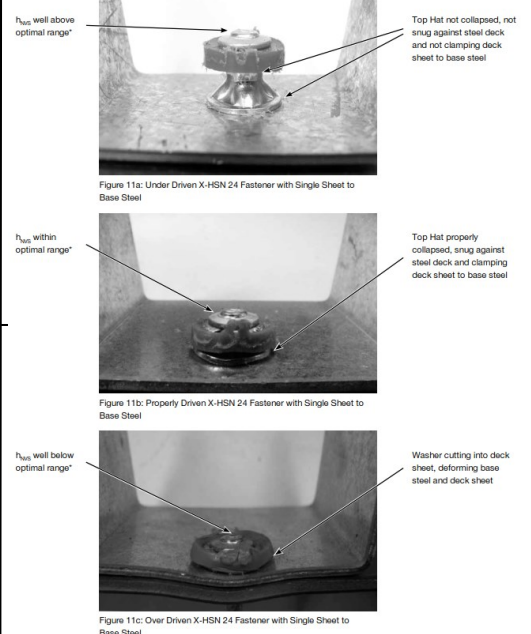 h_NVS well above
optimal range*
Top Hat not collapsed, not
snug against steel deck
and not clamping deck
sheet to base steel
Figure 11a: Under Driven X-HSN 24 Fastener with Single Sheet to
Base Steel
h_NVS within
optimal range*
Top Hat properly
collapsed, snug against
steel deck and clamping
deck sheet to base steel
Figure 11b: Properly Driven X-HSN 24 Fastener with Single Sheet to
Base Steel
h_NVS well below
optimal range*
Washer cutting into deck
sheet, deforming base
steel and deck sheet
Figure 11c: Over Driven X-HSN 24 Fastener with Single Sheet to
Base Steel